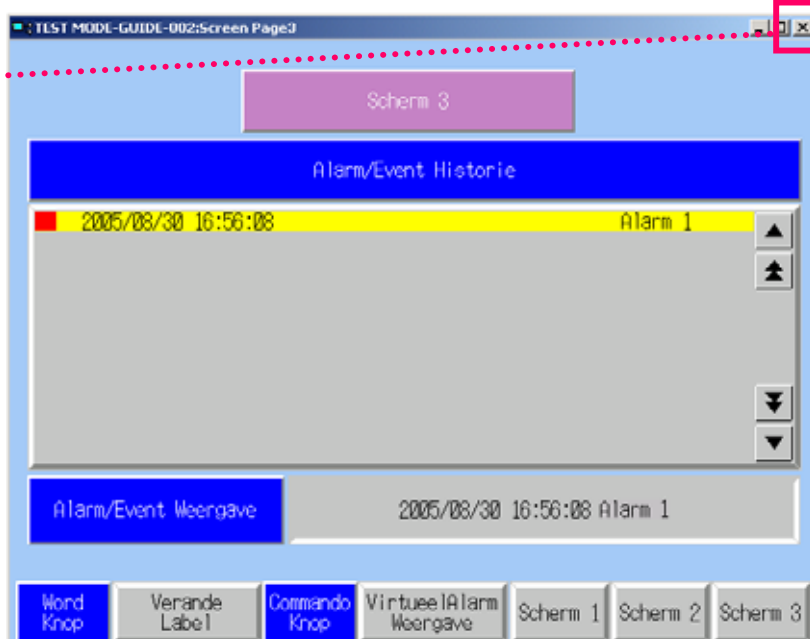 TEST MODE-GUIDE-002:Screen Page3
Scherm 3
Alarm/Event Historie
2005/08/30 16:56:08 Alarm 1
Alarm/Event Weergave 2005/08/30 16:56:08 Alarm 1
Word Knop
Verande Label
Commando Knop
VirtueelAlarm Weergave
Scherm 1
Scherm 2
Scherm 3